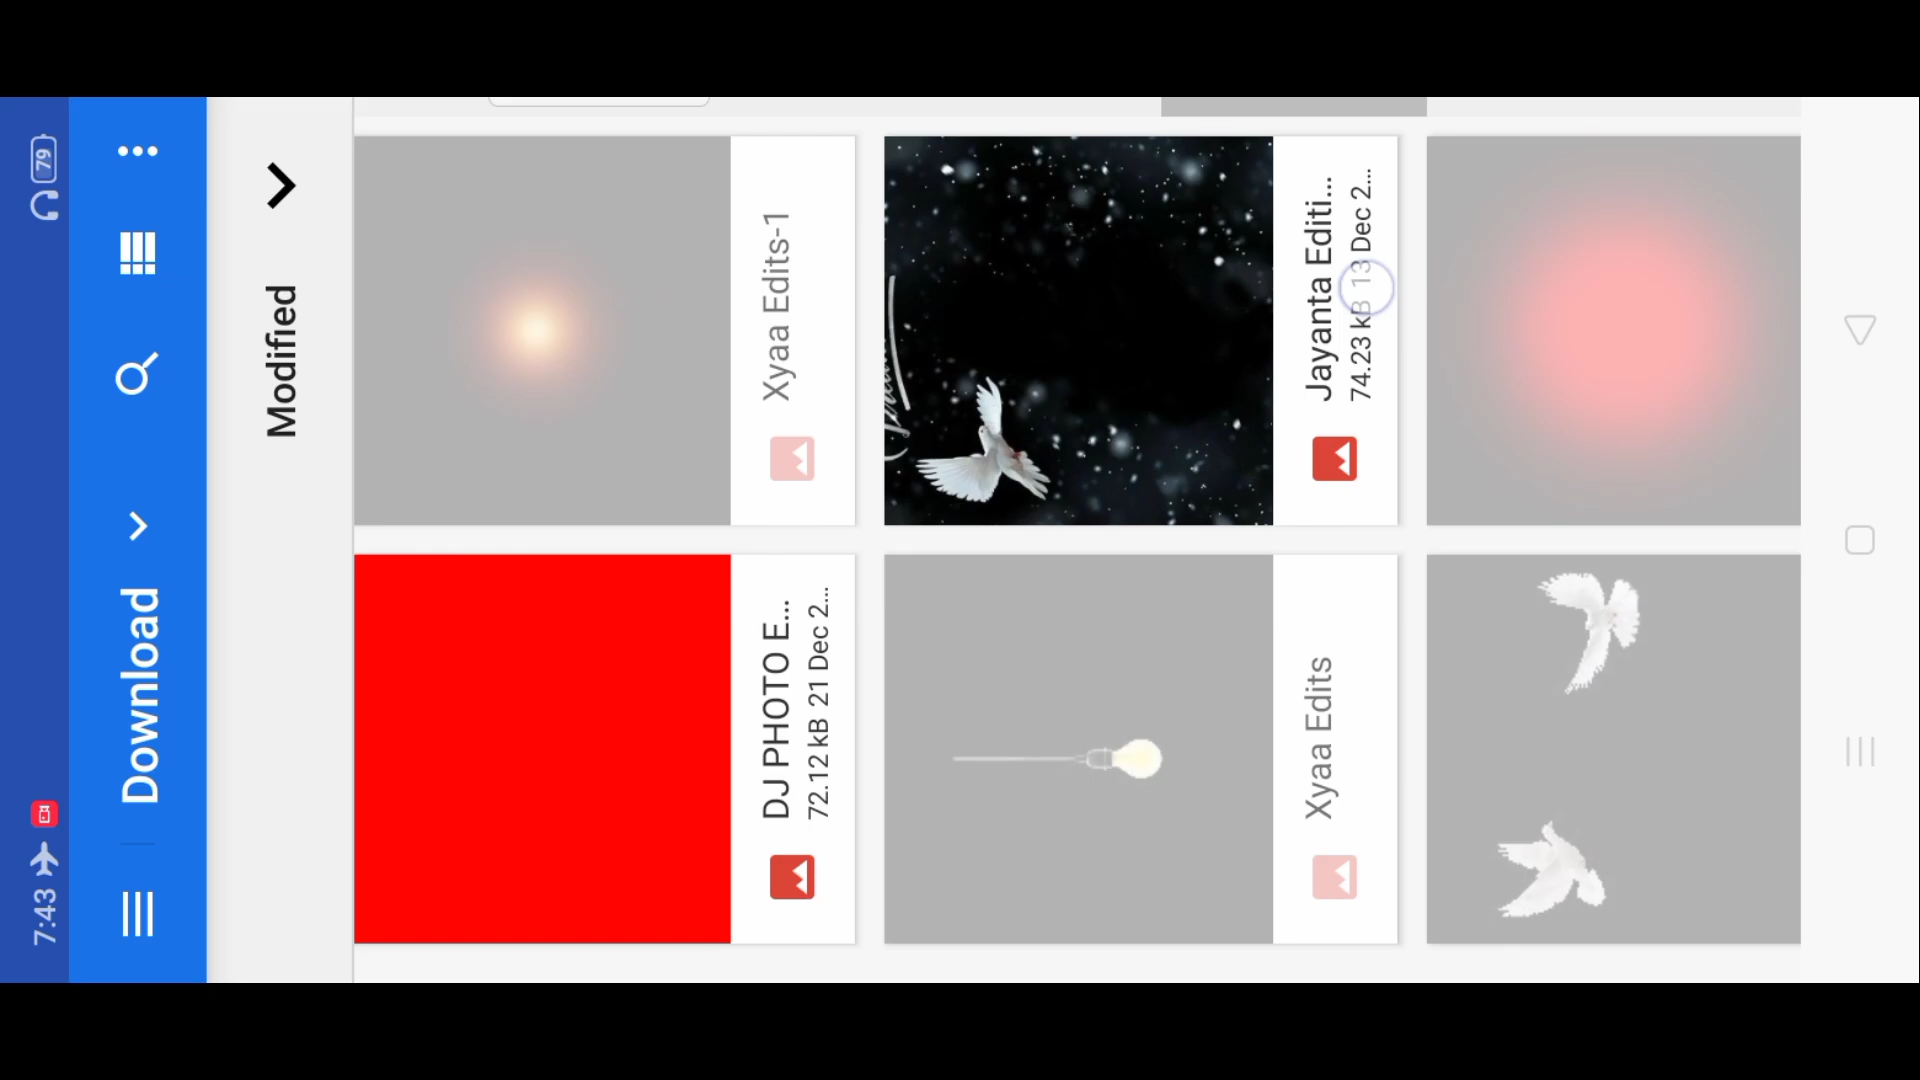 7:43
79
Download
Modified
DJ PHOTO E...
72.12 kB 21 Dec 2...
Xyaa Edits-1
Xyaa Edits
Jayanta Editi...
74.23 kB 13 Dec 2...